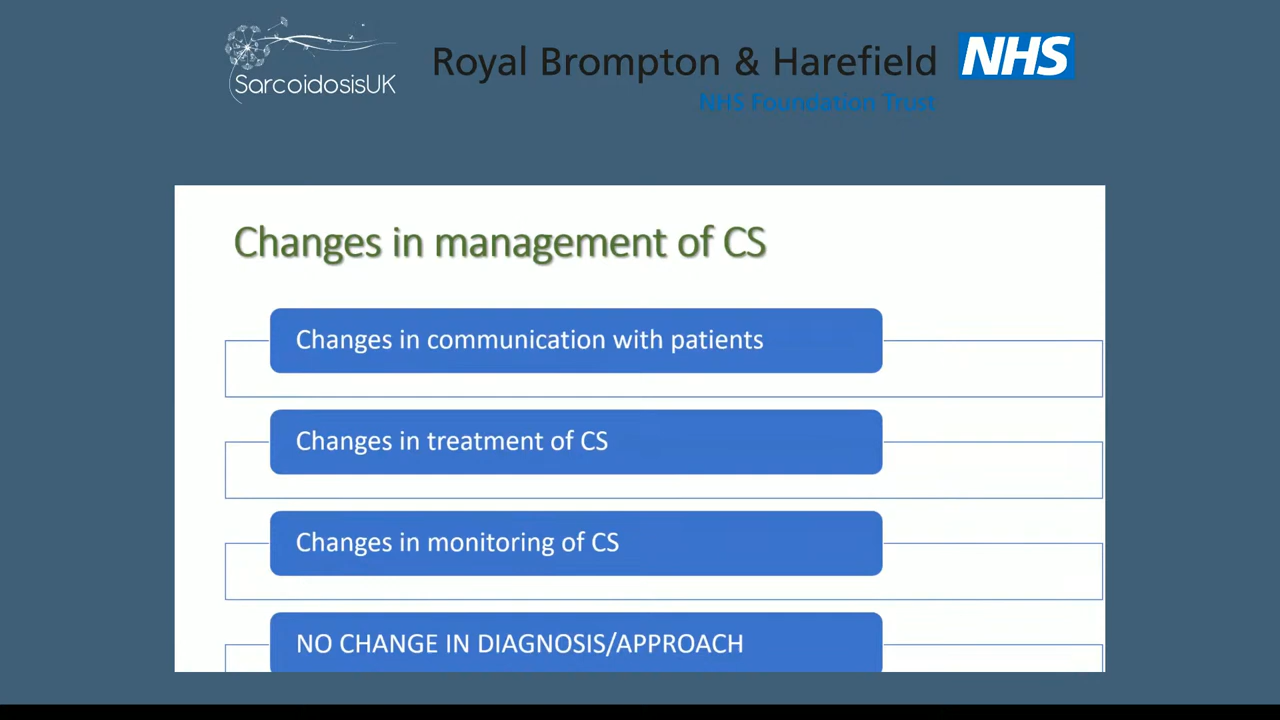 SarcoidosisUK
Royal Brompton & Harefield NHS
NHS Foundation Trust
Changes in management of CS
Changes in communication with patients
Changes in treatment of CS
Changes in monitoring of CS
NO CHANGE IN DIAGNOSIS/APPROACH